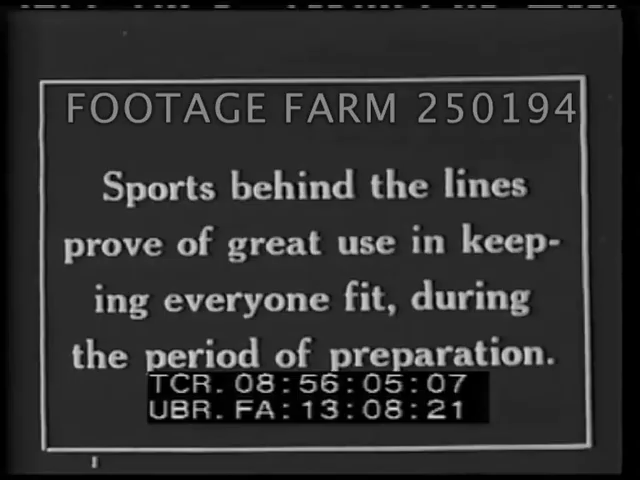 FOOTAGE FARM 250194
Sports behind the lines
prove of great use in keep-
ing everyone fit, during
the period of preparation.
TCR. 08:56:05:07
UBR. FA:13:08:21